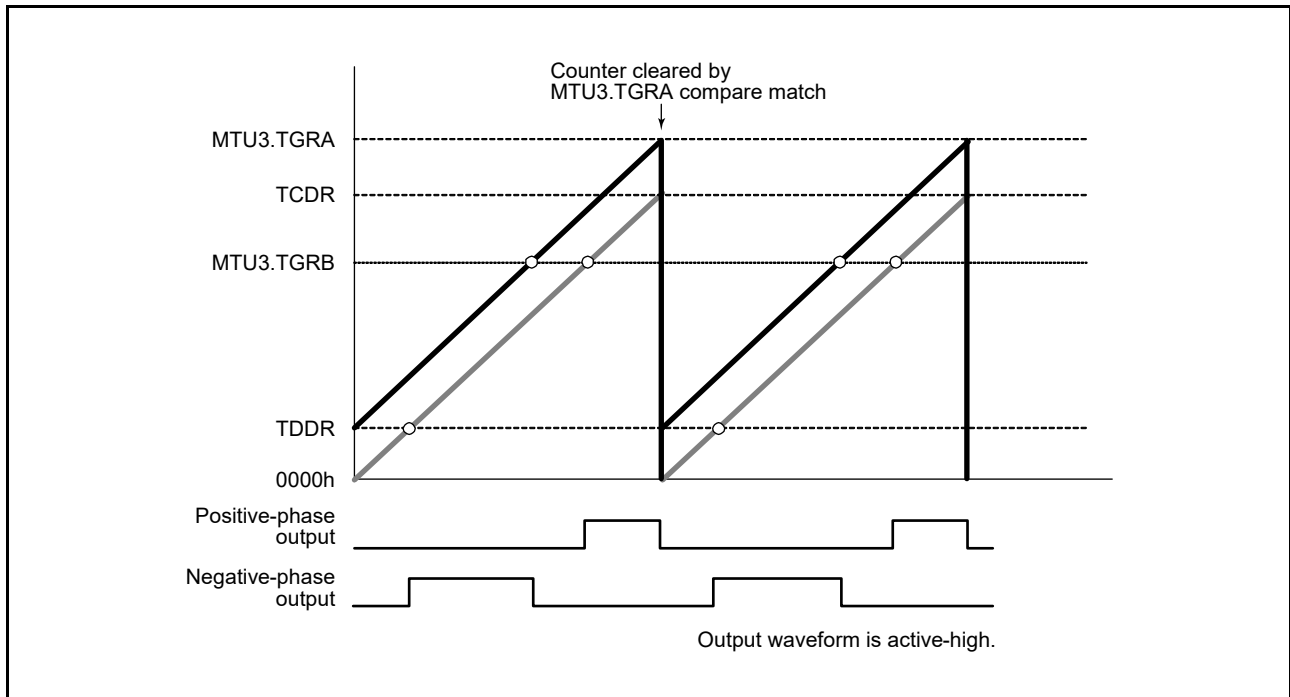 Counter cleared by
MTU3.TGRA compare match
MTU3.TGRA
TCDR
MTU3.TGRB
TDDR
0000h
Positive-phase
output
Negative-phase
output
Output waveform is active-high.